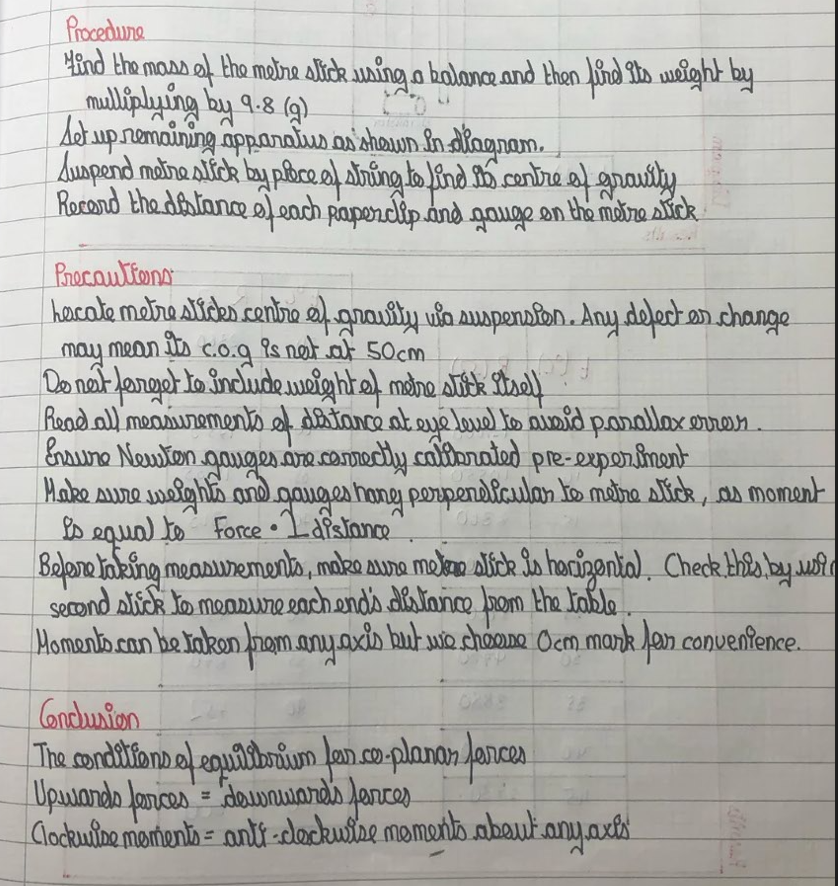 Procedure
Find the mass of the metre stick using a balance and then find its weight by
multiplying by 9.8 (g)
Set up remaining apparatus as shown in diagram.
Suspend metre stick by piece of string to find its centre of gravity
Record the distance of each paperclip and gauge on the metre stick
Precautions
Locate metre sticks centre of gravity via suspension. Any defect or change
may mean its c.o.g is not at 50cm
Do not forget to include weight of metre stick itself
Read all measurements of distance at eye level to avoid parallax error.
Ensure Newton gauges are correctly calibrated pre-experiment
Make sure weights and gauges hang perpendicular to metre stick, as moment
is equal to Force • ⊥ distance.
Before taking measurements, make sure metre stick is horizontal. Check this by
second stick to measure each end's distance from the table.
Moments can be taken from any axis but we choose 0cm mark for convenience.
Conclusion
The conditions of equilibrium for co-planar forces
Upwards forces = downwards forces
Clockwise moments = anti-clockwise moments about any axis